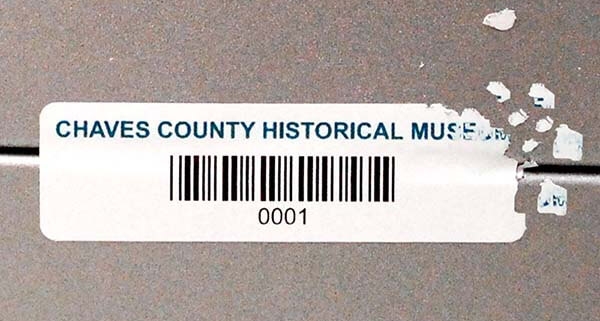 CHAVES COUNTY HISTORICAL MUSE
0001